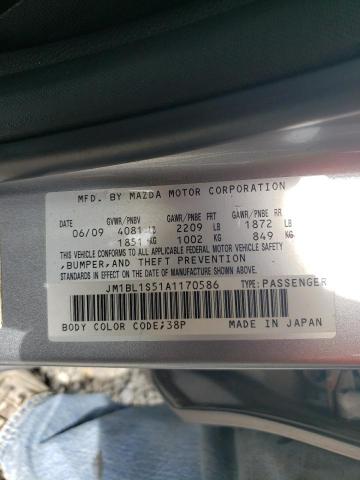 MFD. BY MAZDA MOTOR CORPORATION
DATE GVWR/PNBV GAWR/PNBE FRT GAWR/PNBE RR
06/09 4081 LB 2209 LB 1872 LB
1851 KG 1002 KG 849 KG
THIS VEHICLE CONFORMS TO ALL APPLICABLE FEDERAL MOTOR VEHICLE SAFETY
,BUMPER,AND THEFT PREVENTION
STANDARDS IN EFFECT ON THE DATE OF MANUFACTURE SHOWN ABOVE.
JM1BL1S51A1170586 TYPE:PASSENGER
BODY COLOR CODE;38P MADE IN JAPAN